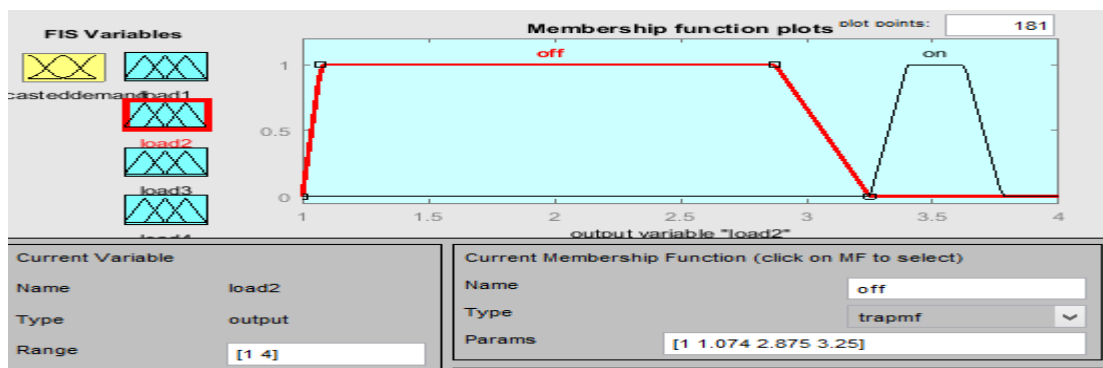 FIS Variables
Membership function plots
plot points:
181
off
on
1
0.5
0
1
1.5
2
2.5
3
3.5
4
output variable "load2"
load1
load2
load3
Current Variable
Name load2
Type output
Range [1 4]
Current Membership Function (click on MF to select)
Name off
Type trapmf
Params [1 1.074 2.875 3.25]